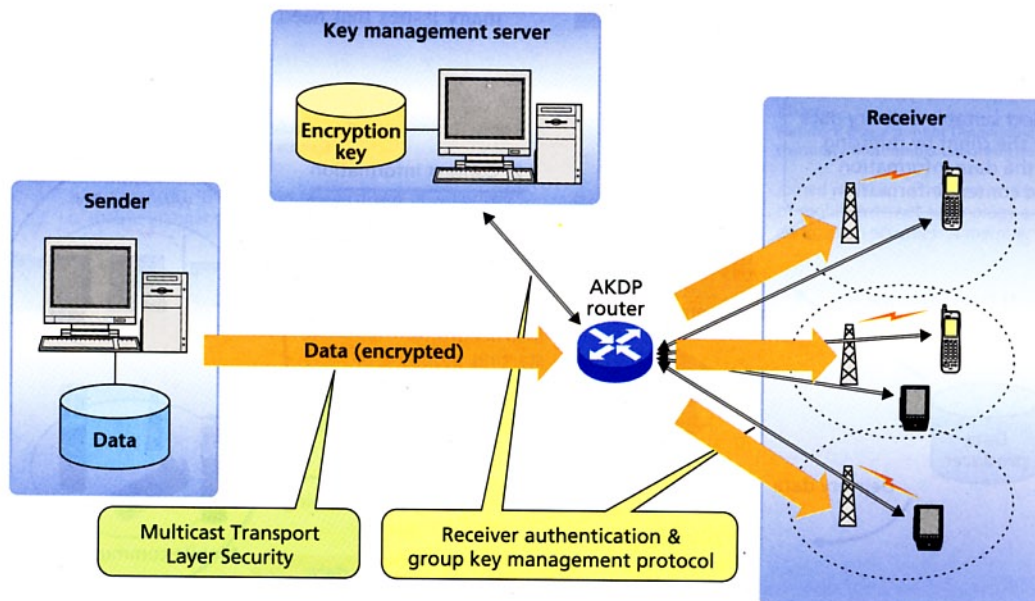 Key management server
Encryption
key
Receiver
Sender
AKDP
router
Data (encrypted)
Data
Multicast Transport
Layer Security
Receiver authentication &
group key management protocol